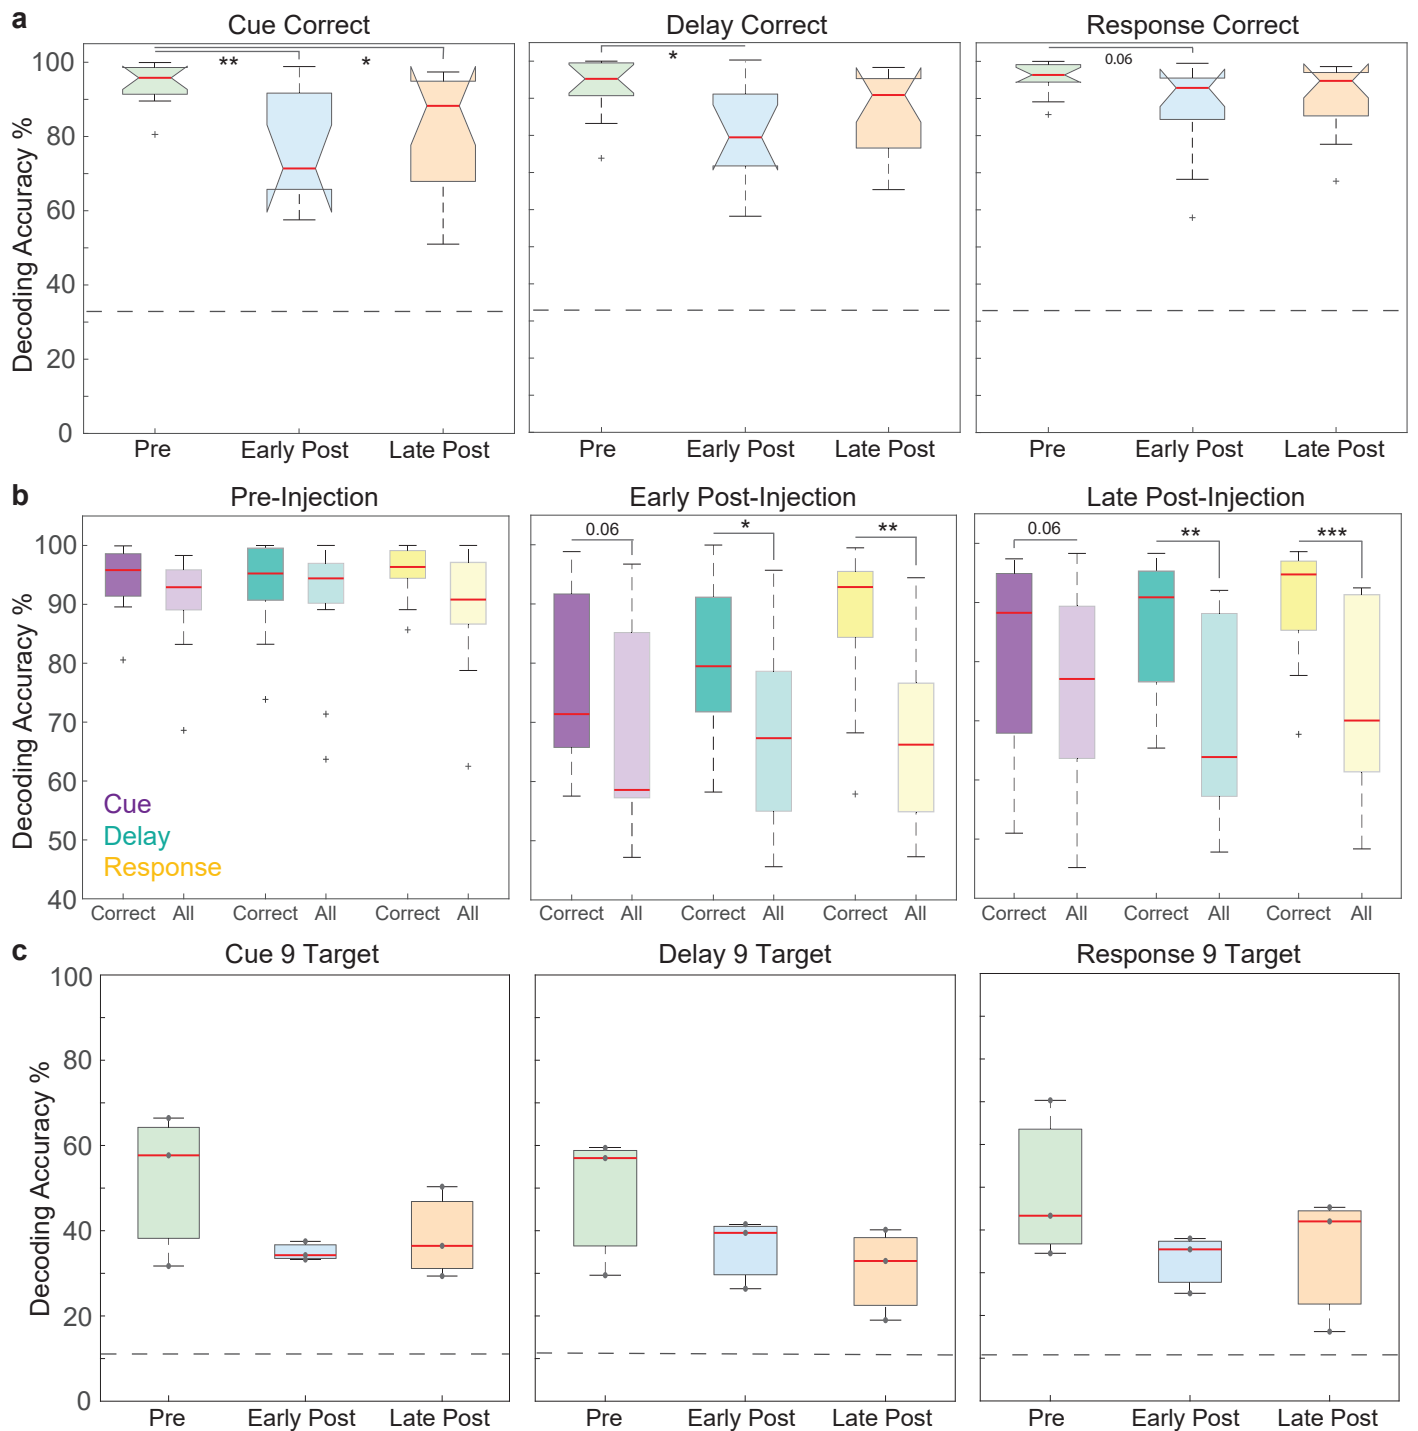 a
Cue Correct
Delay Correct
Response Correct
Decoding Accuracy %
100
80
60
40
20
0
** *
*
0.06
Pre Early Post Late Post
Pre Early Post Late Post
Pre Early Post Late Post
b
Pre-Injection
Early Post-Injection
Late Post-Injection
Decoding Accuracy %
100
90
80
70
60
50
40
Cue
Delay
Response
0.06 * **
0.06 ** ***
Correct All Correct All Correct All
Correct All Correct All Correct All
Correct All Correct All Correct All
c
Cue 9 Target
Delay 9 Target
Response 9 Target
Decoding Accuracy %
100
80
60
40
20
0
Pre Early Post Late Post
Pre Early Post Late Post
Pre Early Post Late Post